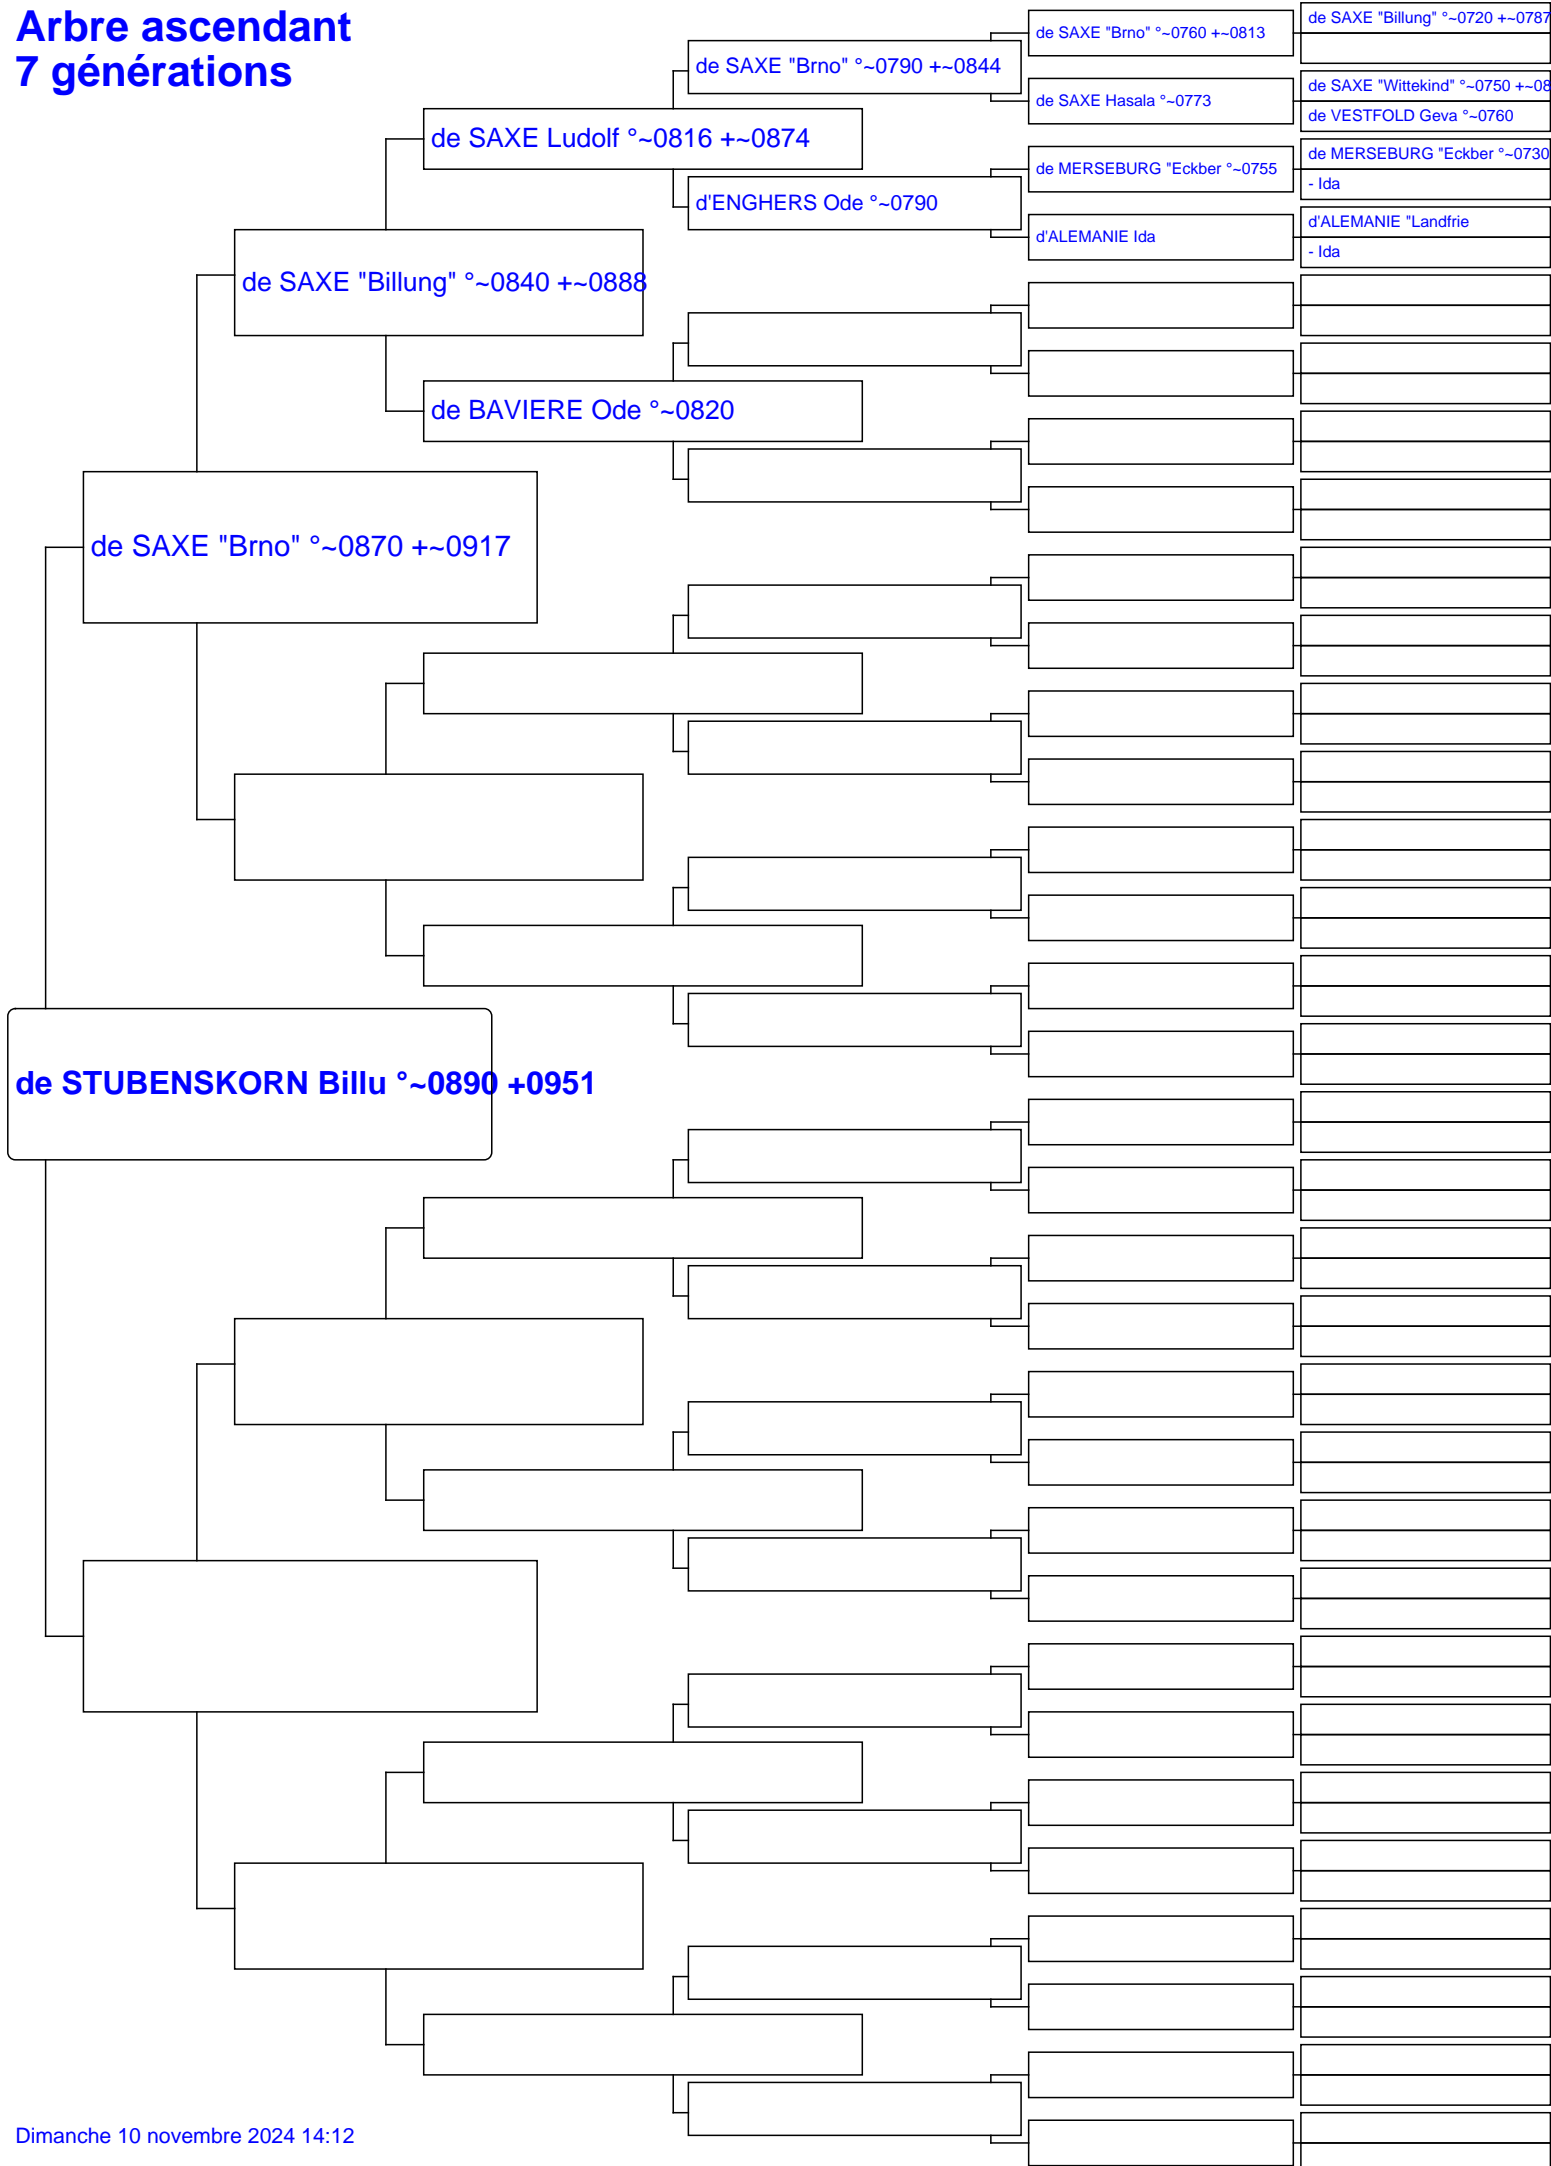 Arbre ascendant
7 générations
de SAXE "Billung" °~0720 +~0787
de SAXE "Brno" °~0760 +~0813
de SAXE "Brno" °~0790 +~0844
de SAXE "Wittekind" °~0750 +~08
de SAXE Hasala °~0773
de VESTFOLD Geva °~0760
de SAXE Ludolf °~0816 +~0874
de MERSEBURG "Eckber °~0730
de MERSEBURG "Eckber °~0755
- Ida
d'ENGHERS Ode °~0790
d'ALEMANIE "Landfrie
d'ALEMANIE Ida
- Ida
de SAXE "Billung" °~0840 +~0888
de BAVIERE Ode °~0820
de SAXE "Brno" °~0870 +~0917
de STUBENSKORN Billu °~0890 +0951
Dimanche 10 novembre 2024 14:12